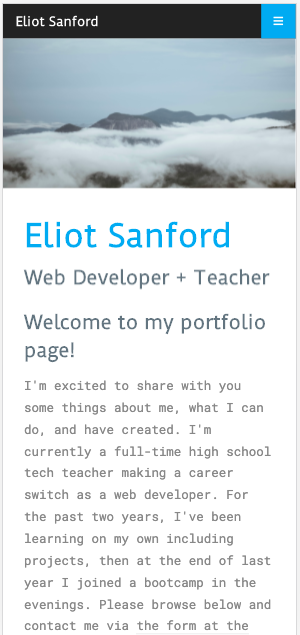 Eliot Sanford
Eliot Sanford
Web Developer + Teacher
Welcome to my portfolio
page!
I'm excited to share with you
some things about me, what I can
do, and have created. I'm
currently a full-time high school
tech teacher making a career
switch as a web developer. For
the past two years, I've been
learning on my own including
projects, then at the end of last
year I joined a bootcamp in the
evenings. Please browse below and
contact me via the form at the